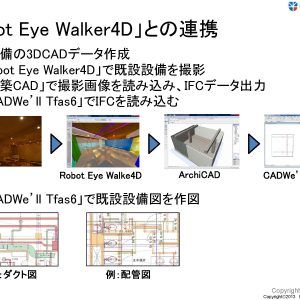 ot Eye Walker4D」との連携
備の3DCADデータ作成
bot Eye Walker4D」で既設設備を撮影
築CAD」で撮影画像を読み込み、IFCデータ出力
CADWe'll Tfas6」でIFCを読み込む
Robot Eye Walke4D
ArchiCAD
CADWe'
CADWe'll Tfas6」で既設設備図を作図
：ダクト図
例：配管図
Copyright
Copyright©2013